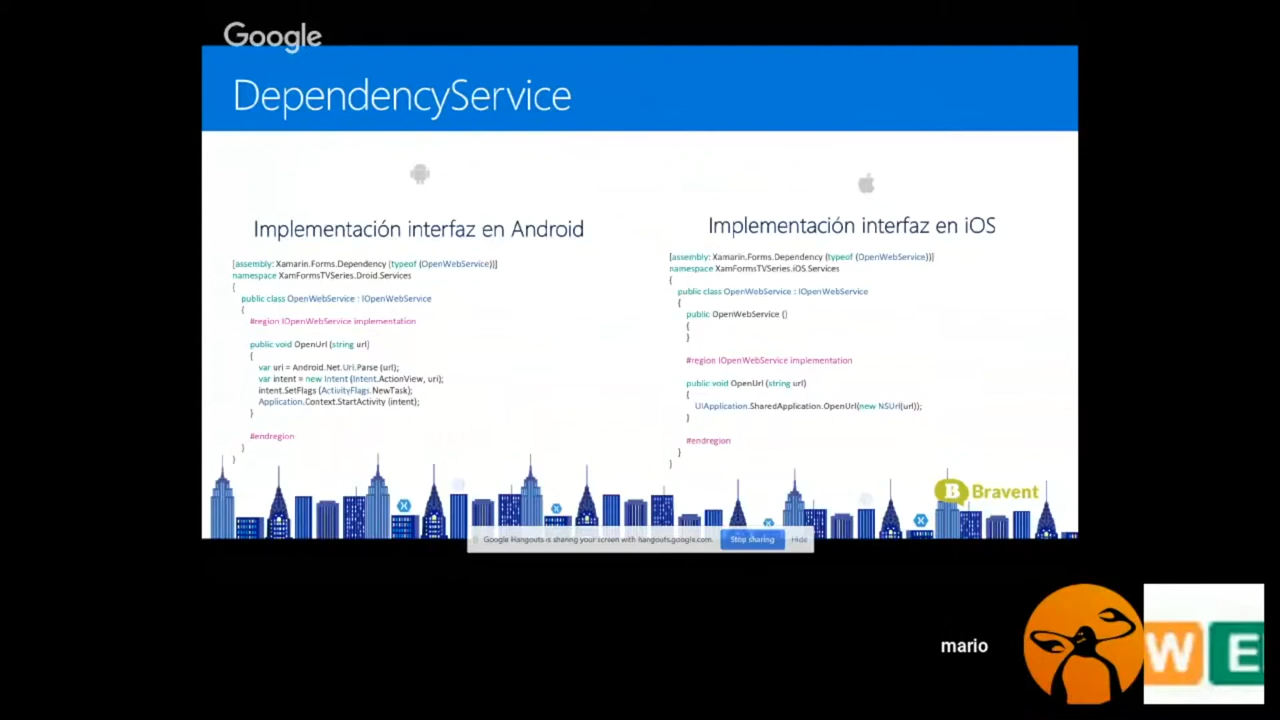 Google
DependencyService
Implementación interfaz en Android
[assembly: Xamarin.Forms.Dependency (typeof (OpenWebService))]
namespace XamFormsTVSeries.Droid.Services
{
public class OpenWebService : IOpenWebService
{
#region IOpenWebService implementation
public void OpenUrl (string url)
{
var uri = Android.Net.Uri.Parse (url);
var intent = new Intent (Intent.ActionView, uri);
intent.SetFlags (ActivityFlags.NewTask);
Application.Context.StartActivity (intent);
}
#endregion
}
}
Implementación interfaz en iOS
[assembly: Xamarin.Forms.Dependency (typeof (OpenWebService))]
namespace XamFormsTVSeries.iOS.Services
{
public class OpenWebService : IOpenWebService
{
public OpenWebService ()
{
}
#region IOpenWebService implementation
public void OpenUrl (string url)
{
UIApplication.SharedApplication.OpenUrl(new NSUrl(url));
}
#endregion
}
}
B Bravent
Google Hangouts is sharing your screen with hangouts.google.com. Stop sharing Hide
mario
WE